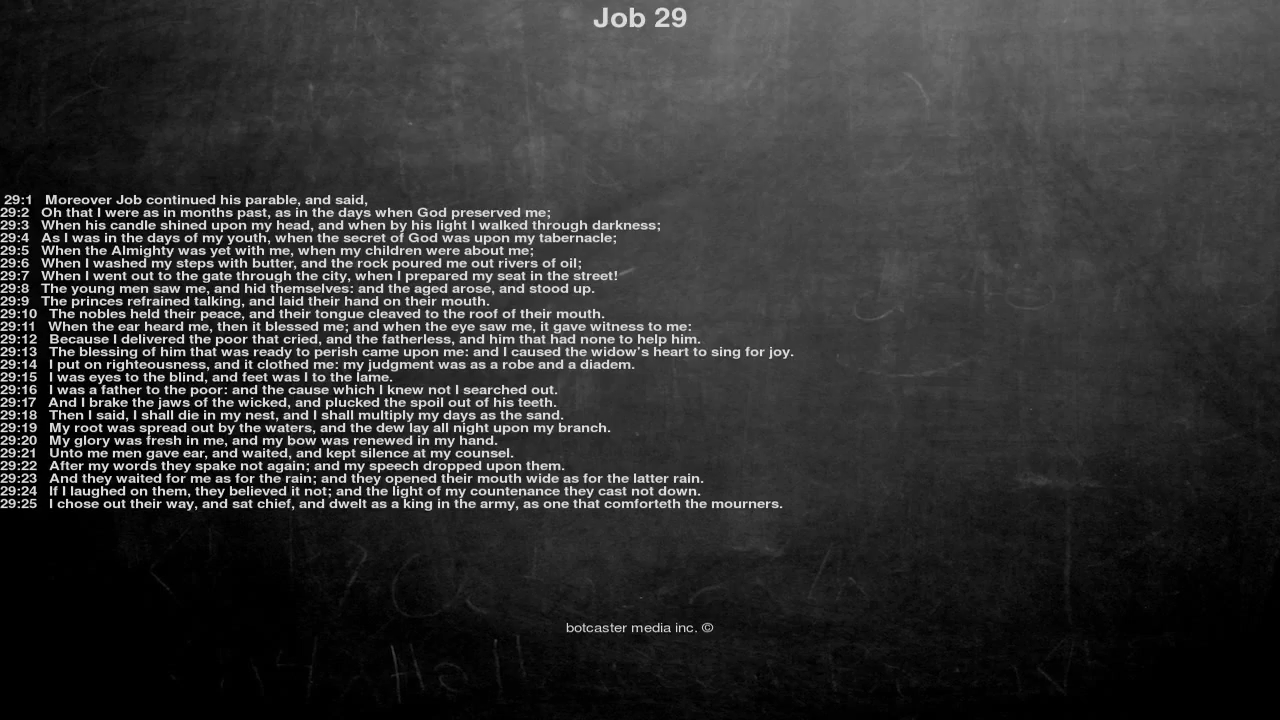 Job 29
29:1 Moreover Job continued his parable, and said,
29:2 Oh that I were as in months past, as in the days when God preserved me;
29:3 When his candle shined upon my head, and when by his light I walked through darkness;
29:4 As I was in the days of my youth, when the secret of God was upon my tabernacle;
29:5 When the Almighty was yet with me, when my children were about me;
29:6 When I washed my steps with butter, and the rock poured me out rivers of oil;
29:7 When I went out to the gate through the city, when I prepared my seat in the street!
29:8 The young men saw me, and hid themselves: and the aged arose, and stood up.
29:9 The princes refrained talking, and laid their hand on their mouth.
29:10 The nobles held their peace, and their tongue cleaved to the roof of their mouth.
29:11 When the ear heard me, then it blessed me; and when the eye saw me, it gave witness to me:
29:12 Because I delivered the poor that cried, and the fatherless, and him that had none to help him.
29:13 The blessing of him that was ready to perish came upon me: and I caused the widow's heart to sing for joy.
29:14 I put on righteousness, and it clothed me: my judgment was as a robe and a diadem.
29:15 I was eyes to the blind, and feet was I to the lame.
29:16 I was a father to the poor: and the cause which I knew not I searched out.
29:17 And I brake the jaws of the wicked, and plucked the spoil out of his teeth.
29:18 Then I said, I shall die in my nest, and I shall multiply my days as the sand.
29:19 My root was spread out by the waters, and the dew lay all night upon my branch.
29:20 My glory was fresh in me, and my bow was renewed in my hand.
29:21 Unto me men gave ear, and waited, and kept silence at my counsel.
29:22 After my words they spake not again; and my speech dropped upon them.
29:23 And they waited for me as for the rain; and they opened their mouth wide as for the latter rain.
29:24 If I laughed on them, they believed it not; and the light of my countenance they cast not down.
29:25 I chose out their way, and sat chief, and dwelt as a king in the army, as one that comforteth the mourners.
botcaster media inc. ©